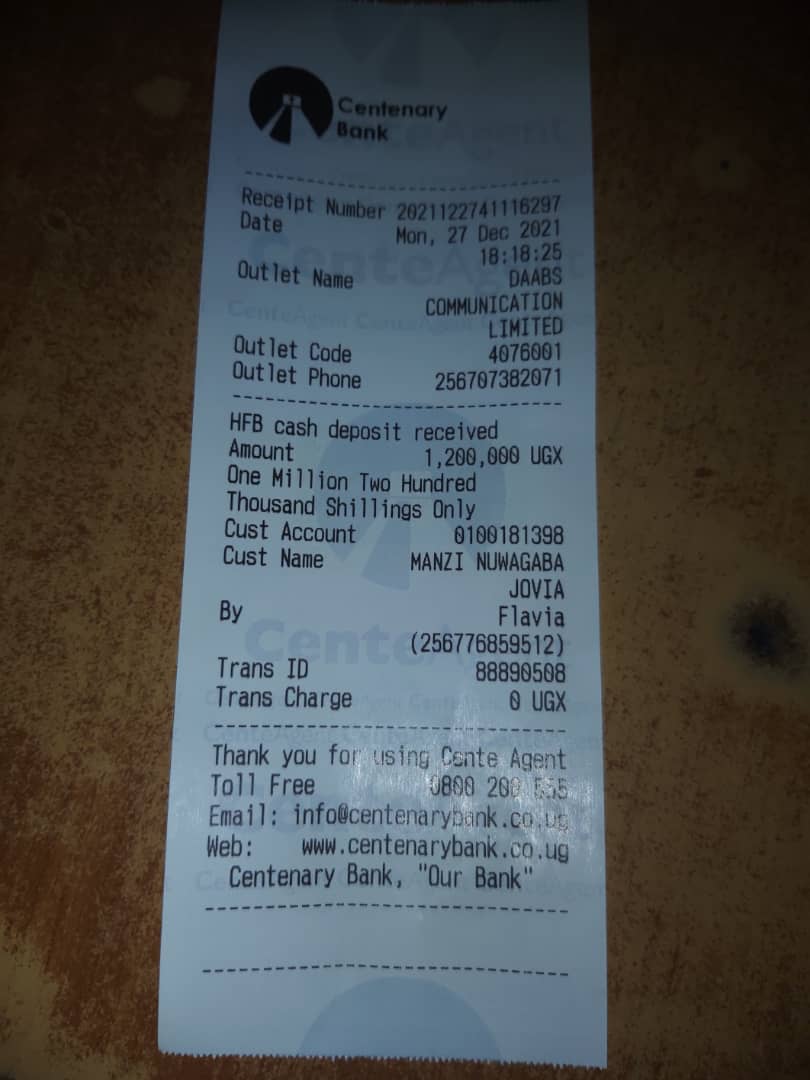 Centenary
Bank
Receipt Number 2021122741116297
Date Mon, 27 Dec 2021
18:18:25
Outlet Name DAABS
COMMUNICATION
LIMITED
Outlet Code 4076001
Outlet Phone 256707382071
HFB cash deposit received
Amount 1,200,000 UGX
One Million Two Hundred
Thousand Shillings Only
Cust Account 0100181398
Cust Name MANZI NUWAGABA
JOVIA
By Flavia
(256776859512)
Trans ID 88890508
Trans Charge 0 UGX
Thank you for using Cente Agent
Toll Free 0800 200 555
Email: info@centenarybank.co.ug
Web: www.centenarybank.co.ug
Centenary Bank, "Our Bank"